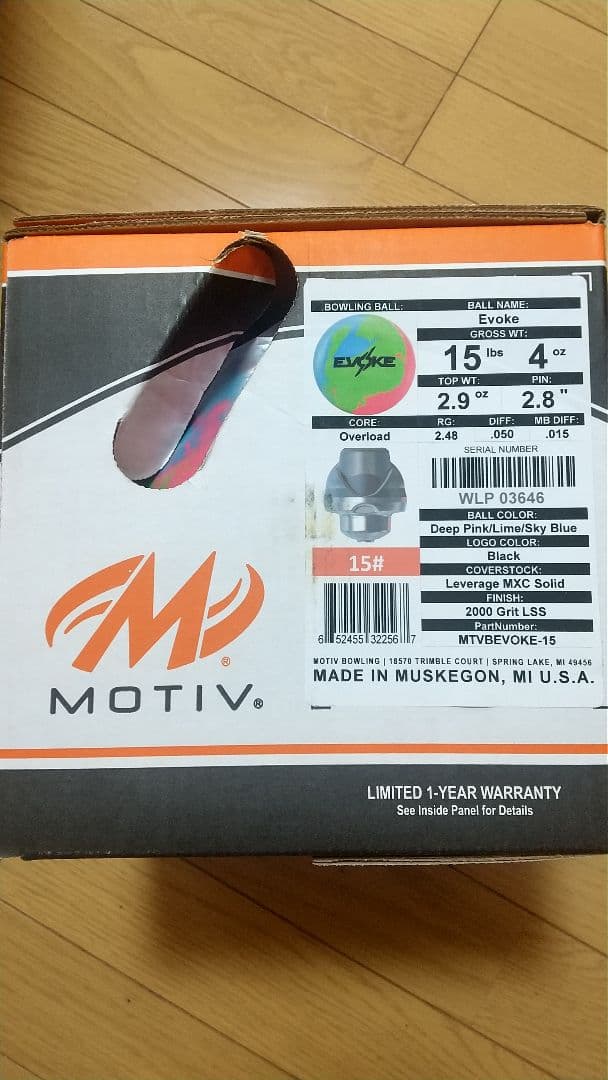 BOWLING BALL:
EVOKE
BALL NAME:
Evoke
GROSS WT:
15 lbs 4 oz
TOP WT: PIN:
2.9 oz 2.8 "
CORE: RG: DIFF: MB DIFF:
Overload 2.48 .050 .015
SERIAL NUMBER
WLP 03646
BALL COLOR:
Deep Pink/Lime/Sky Blue
LOGO COLOR:
Black
COVERSTOCK:
Leverage MXC Solid
FINISH:
2000 Grit LSS
PartNumber:
MTVBEVOKE-15
15#
6 52455 32256 7
MOTIV BOWLING | 18570 TRIMBLE COURT | SPRING LAKE, MI 49456
MADE IN MUSKEGON, MI U.S.A.
M®
MOTIV®
LIMITED 1-YEAR WARRANTY
See Inside Panel for Details